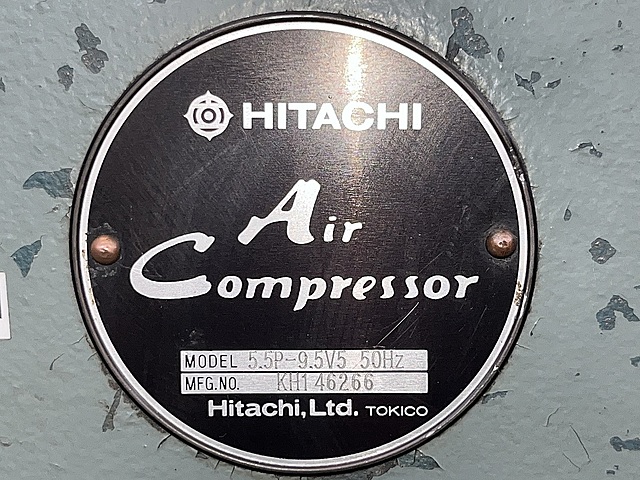 HITACHI
Air
Compressor
MODEL 5.5P-9.5V5 50Hz
MFG.NO. KH146266
Hitachi, Ltd. TOKICO